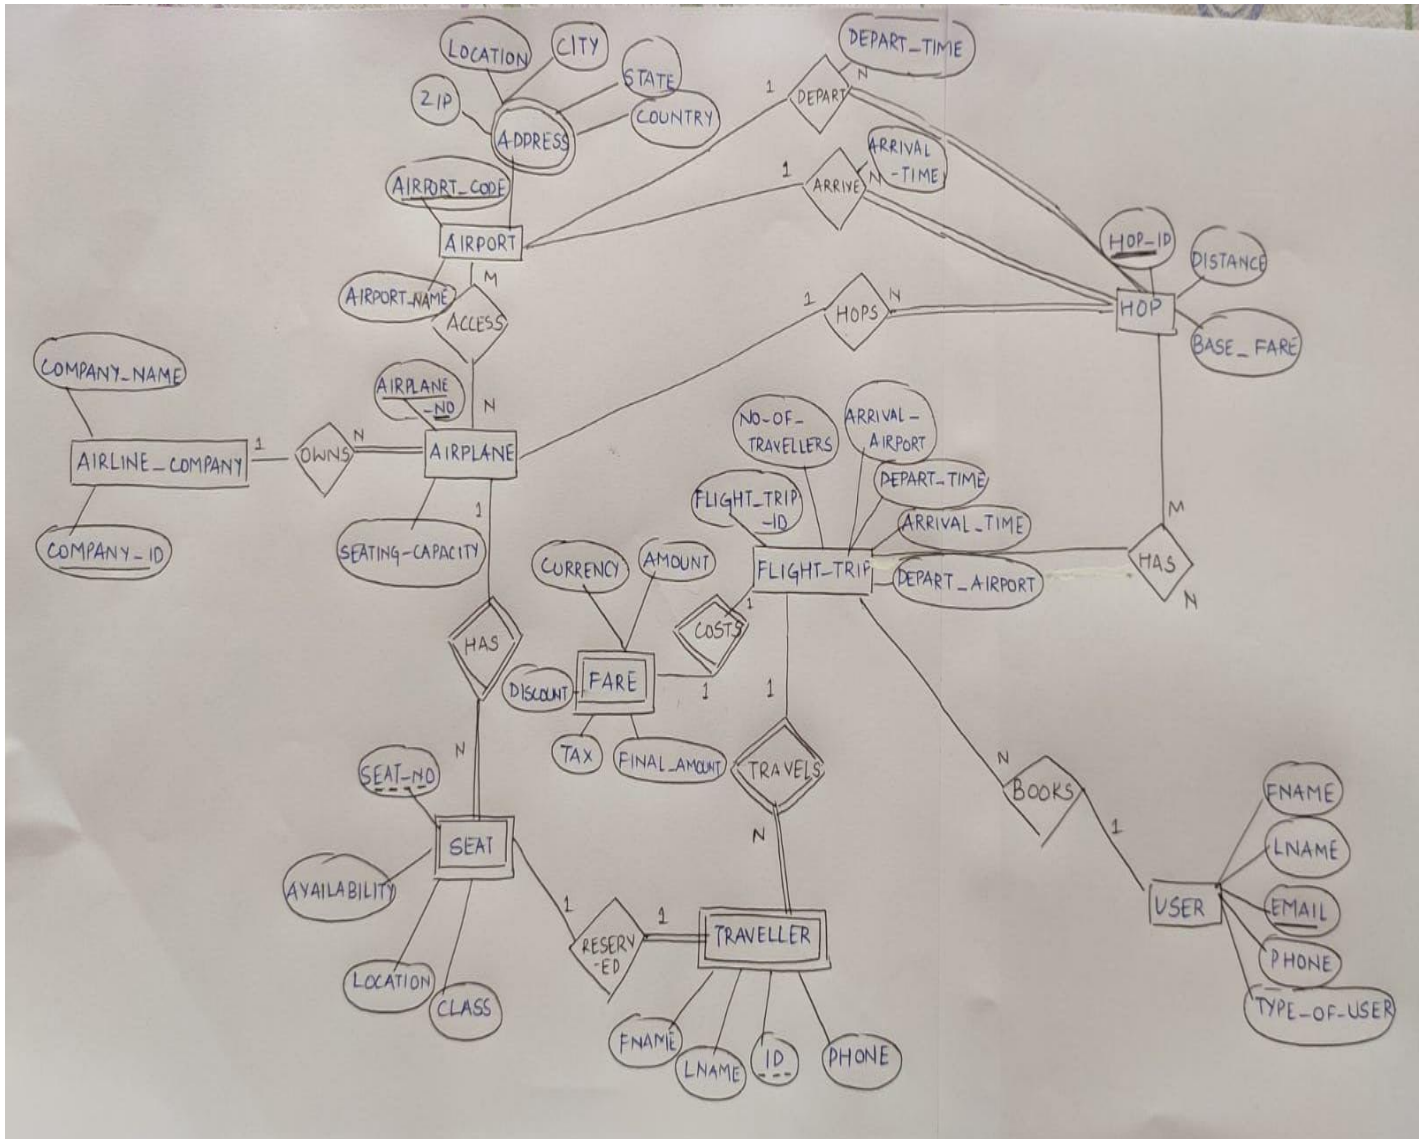 LOCATION
CITY
DEPART_TIME
ZIP
STATE
COUNTRY
ADDRESS
1
DEPART
N
AIRPORT_CODE
1
ARRIVE
N
ARRIVAL
-TIME
AIRPORT
M
AIRPORT_NAME
ACCESS
N
HOP_ID
DISTANCE
HOP
BASE_FARE
1
HOPS
N
COMPANY_NAME
AIRPLANE
-NO
AIRLINE_COMPANY
1
OWNS
N
AIRPLANE
COMPANY_ID
SEATING-CAPACITY
1
NO-OF-
TRAVELLERS
ARRIVAL-
AIRPORT
FLIGHT_TRIP
-ID
DEPART_TIME
ARRIVAL_TIME
FLIGHT_TRIP
DEPART_AIRPORT
M
HAS
N
CURRENCY
AMOUNT
1
COSTS
1
HAS
FARE
DISCOUNT
TAX
FINAL_AMOUNT
1
TRAVELS
N
N
SEAT_NO
SEAT
AVAILABILITY
LOCATION
CLASS
1
RESERV
-ED
1
TRAVELLER
FNAME
LNAME
ID
PHONE
N
BOOKS
1
USER
FNAME
LNAME
EMAIL
PHONE
TYPE-OF-USER